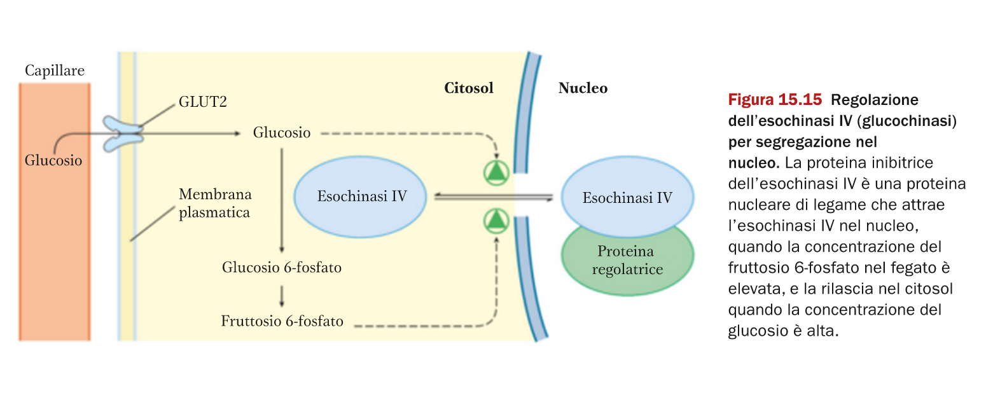 Capillare
Glucosio
GLUT2
Glucosio
Membrana
plasmatica
Esochinasi IV
Glucosio 6-fosfato
Fruttosio 6-fosfato
Citosol
Nucleo
Esochinasi IV
Proteina
regolatrice
Figura 15.15 Regolazione
dell’esochinasi IV (glucochinasi)
per segregazione nel
nucleo. La proteina inibitrice
dell’esochinasi IV è una proteina
nucleare di legame che attrae
l’esochinasi IV nel nucleo,
quando la concentrazione del
fruttosio 6-fosfato nel fegato è
elevata, e la rilascia nel citosol
quando la concentrazione del
glucosio è alta.